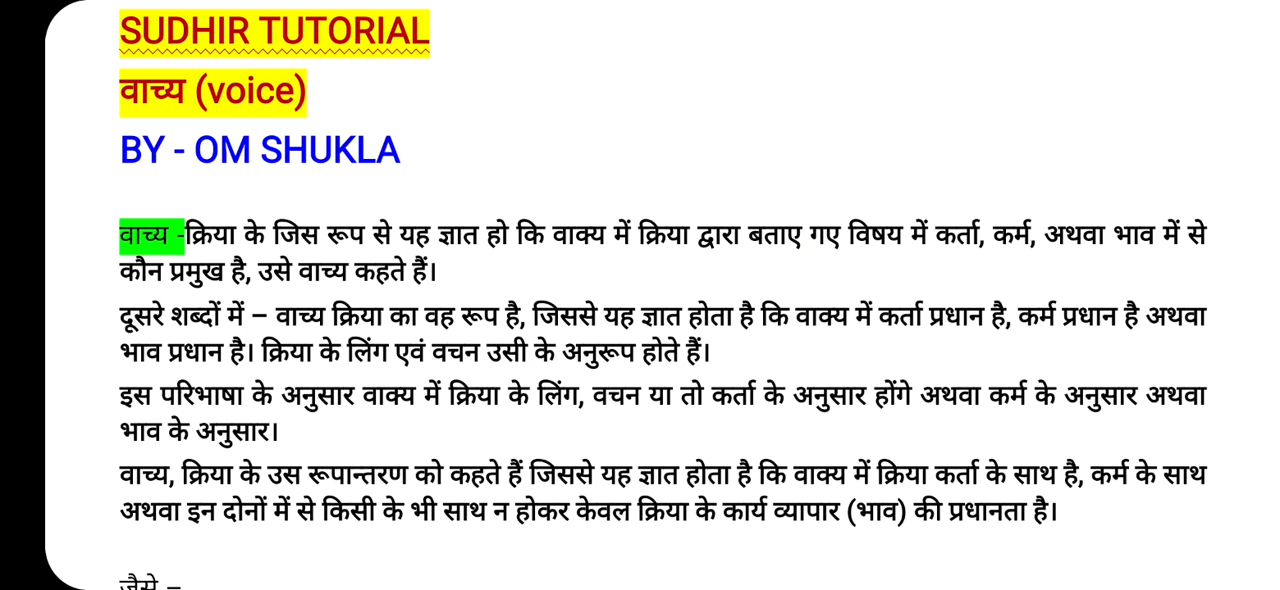 SUDHIR TUTORIAL
वाच्य (voice)
BY - OM SHUKLA
वाच्य -क्रिया के जिस रूप से यह ज्ञात हो कि वाक्य में क्रिया द्वारा बताए गए विषय में कर्ता, कर्म, अथवा भाव में से
कौन प्रमुख है, उसे वाच्य कहते हैं।
दूसरे शब्दों में – वाच्य क्रिया का वह रूप है, जिससे यह ज्ञात होता है कि वाक्य में कर्ता प्रधान है, कर्म प्रधान है अथवा
भाव प्रधान है। क्रिया के लिंग एवं वचन उसी के अनुरूप होते हैं।
इस परिभाषा के अनुसार वाक्य में क्रिया के लिंग, वचन या तो कर्ता के अनुसार होंगे अथवा कर्म के अनुसार अथवा
भाव के अनुसार।
वाच्य, क्रिया के उस रूपान्तरण को कहते हैं जिससे यह ज्ञात होता है कि वाक्य में क्रिया कर्ता के साथ है, कर्म के साथ
अथवा इन दोनों में से किसी के भी साथ न होकर केवल क्रिया के कार्य व्यापार (भाव) की प्रधानता है।
जैसे –